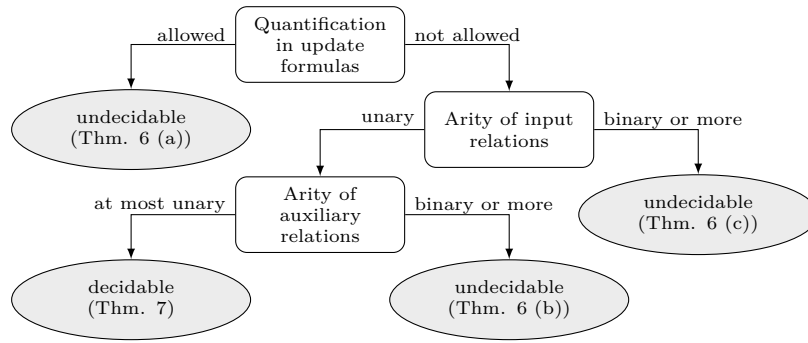 Quantification
in update
formulas
allowed
not allowed
undecidable
(Thm. 6 (a))
Arity of input
relations
unary
binary or more
Arity of
auxiliary
relations
at most unary
binary or more
undecidable
(Thm. 6 (c))
decidable
(Thm. 7)
undecidable
(Thm. 6 (b))